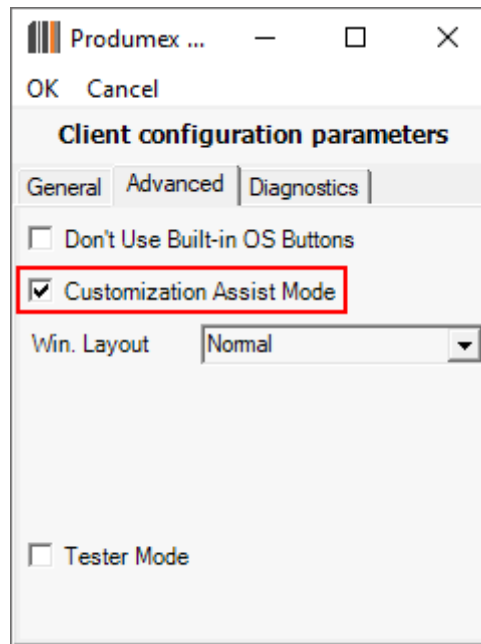 Produmex ...
OK Cancel
Client configuration parameters
General Advanced Diagnostics
Don't Use Built-in OS Buttons
Customization Assist Mode
Win. Layout Normal
Tester Mode